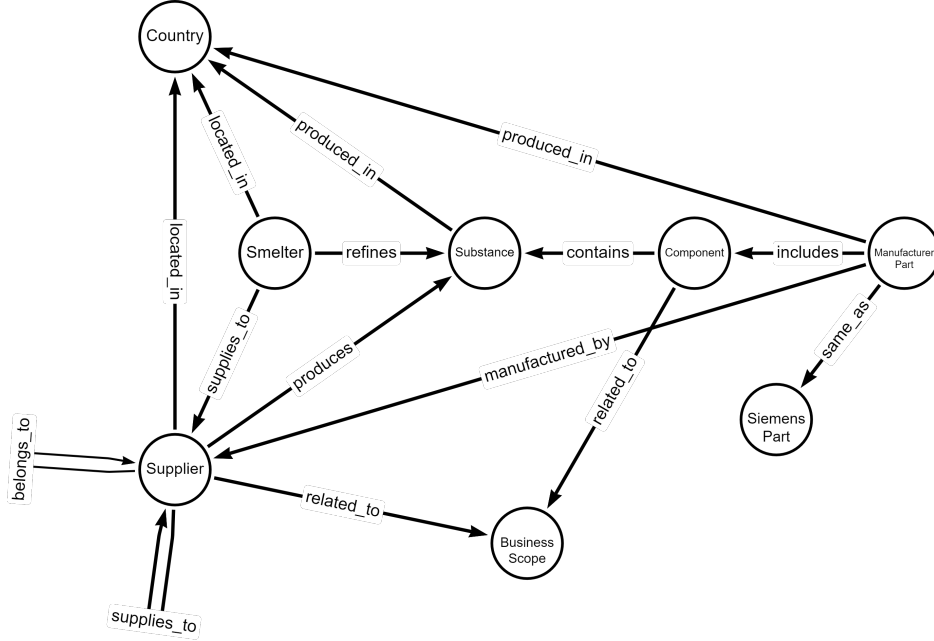 Country
located_in
produced_in
produced_in
located_in
Smelter
refines
Substance
contains
Component
includes
Manufacturer
Part
supplies_to
produces
manufactured_by
related_to
same_as
Siemens
Part
belongs_to
Supplier
related_to
Business
Scope
supplies_to